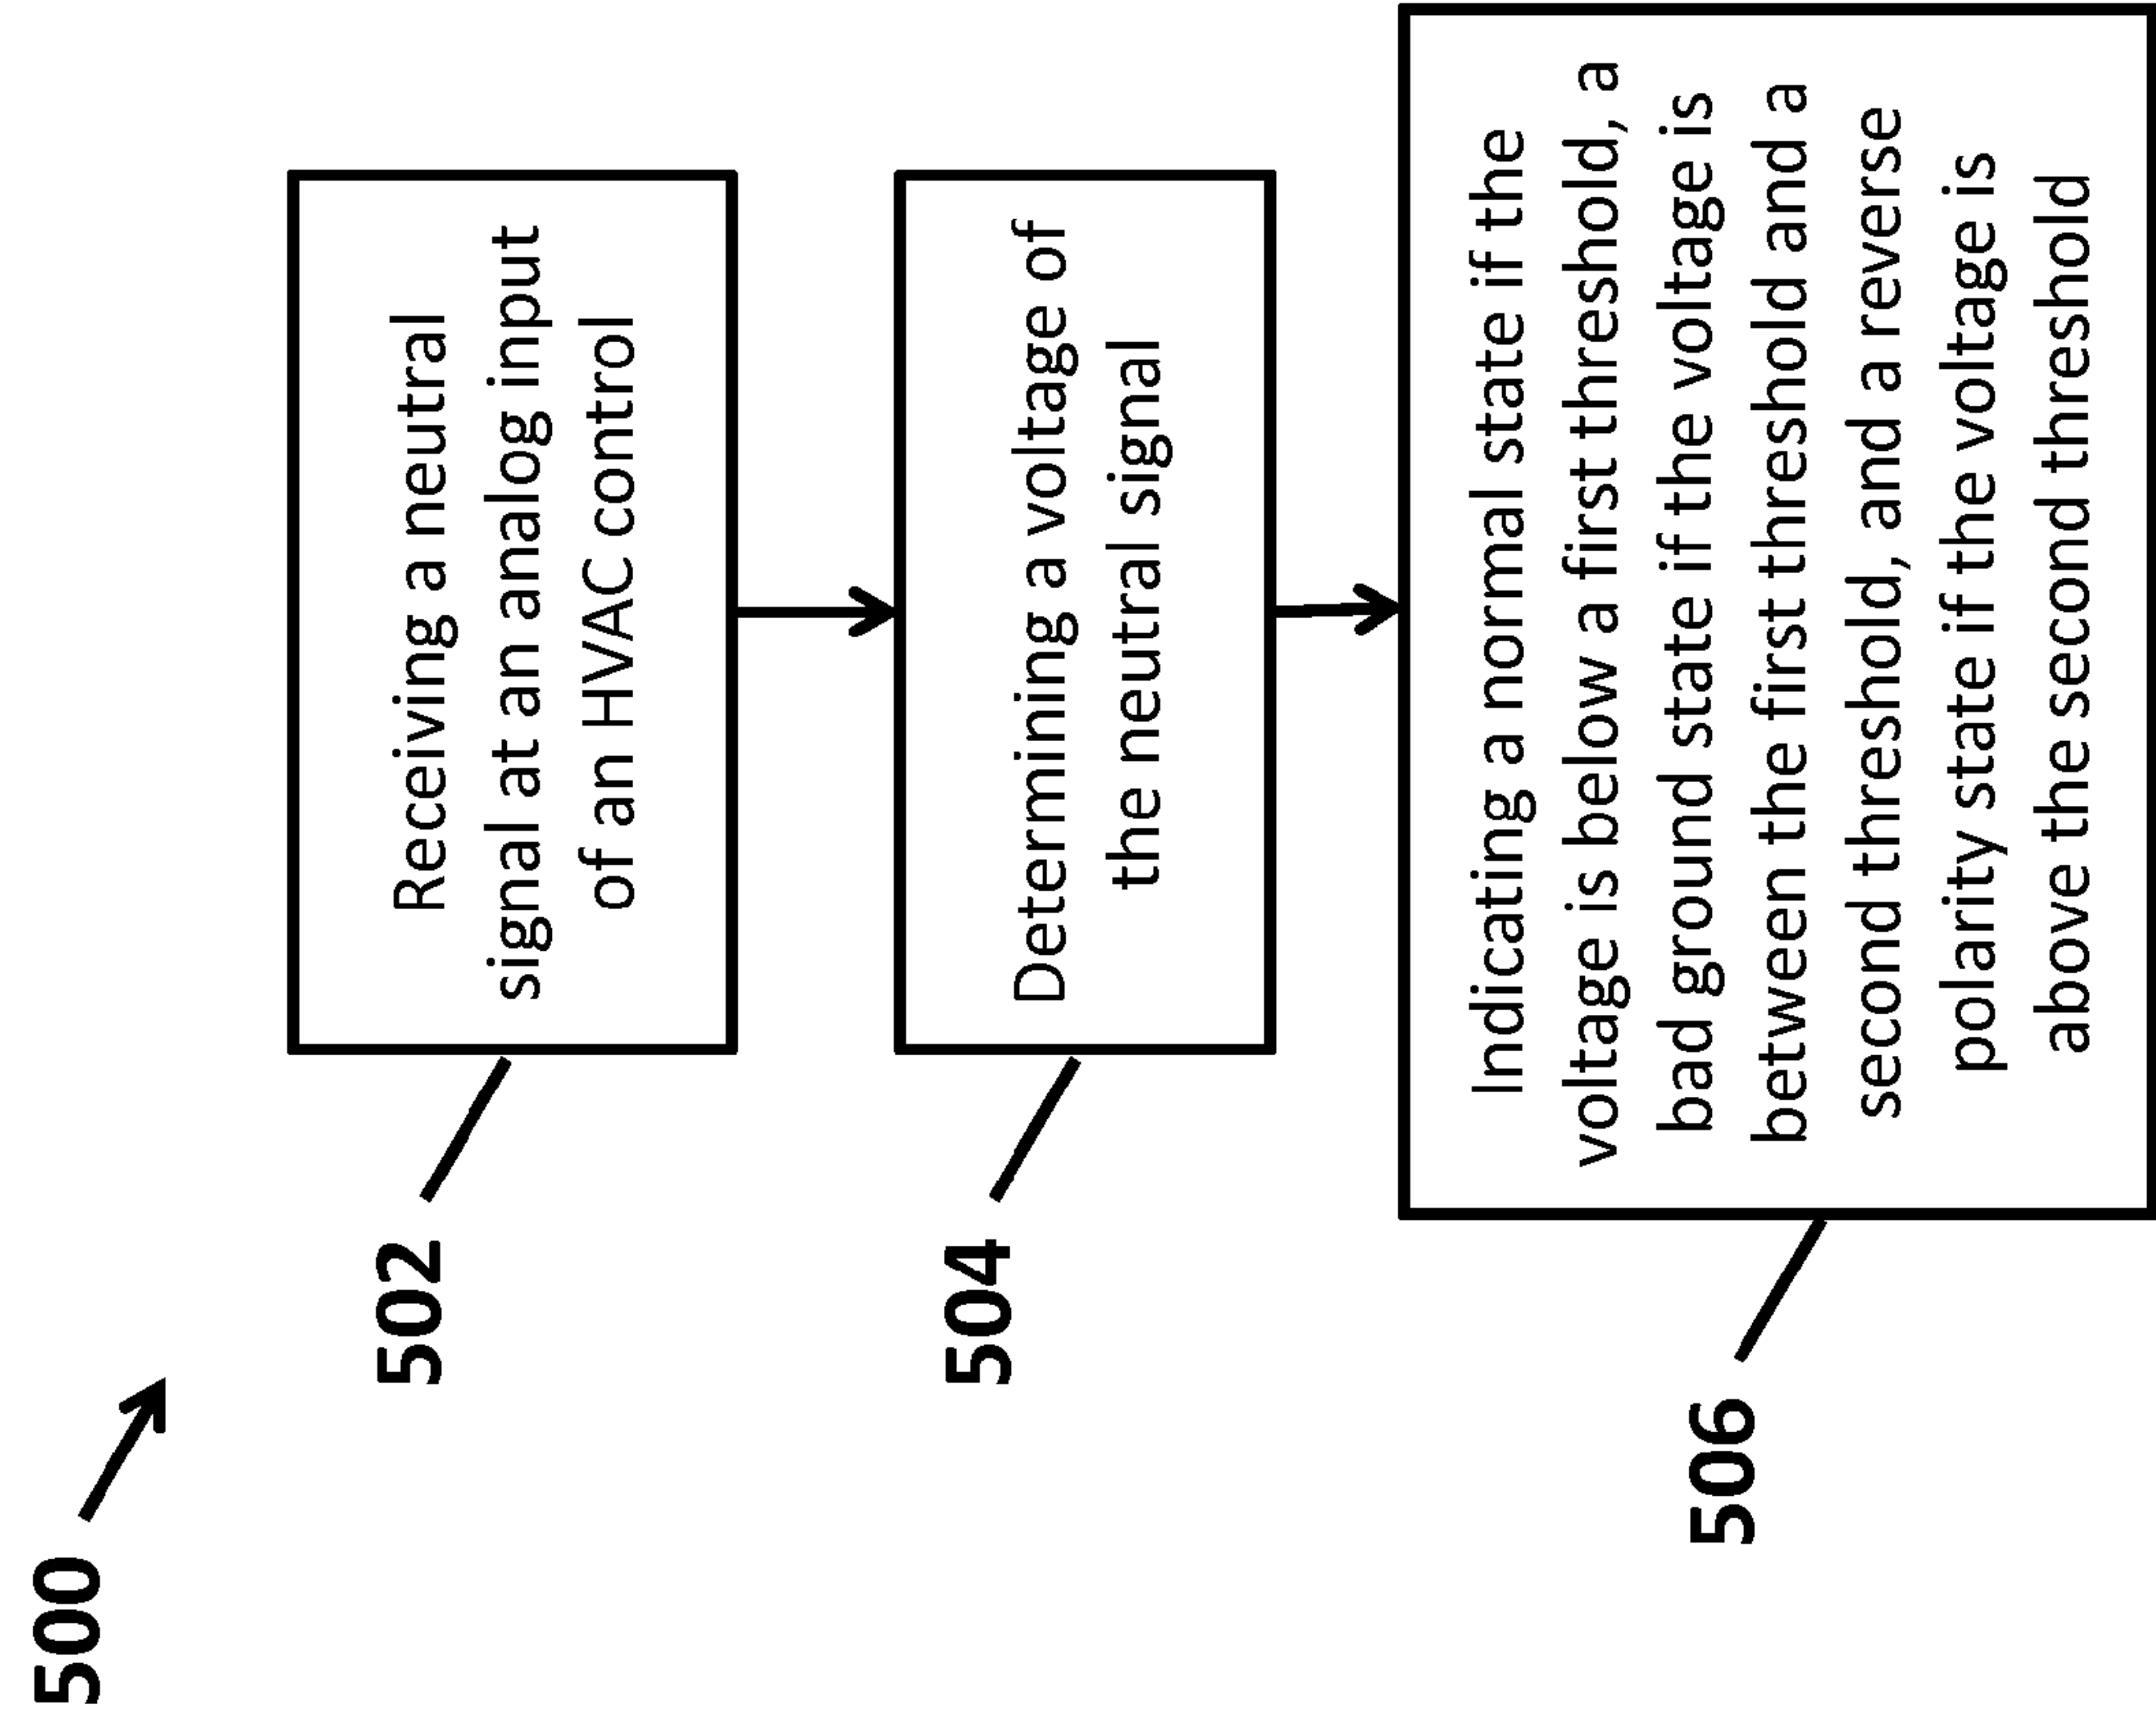 500
502
Receiving a neutral
signal at an analog input
of an HVAC control
504
Determining a voltage of
the neutral signal
506
Indicating a normal state if the
voltage is below a first threshold, a
bad ground state if the voltage is
between the first threshold and a
second threshold, and a reverse
polarity state if the voltage is
above the second threshold